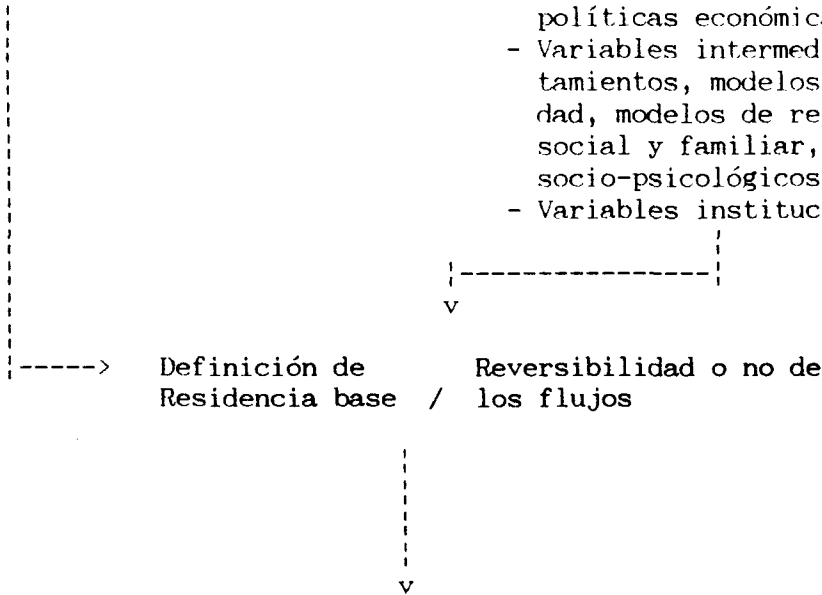 políticas económic
- Variables intermed
tamientos, modelos
dad, modelos de re
social y familiar,
socio-psicológicos
- Variables instituc
v
-----> Definición de Reversibilidad o no de
Residencia base / los flujos
v